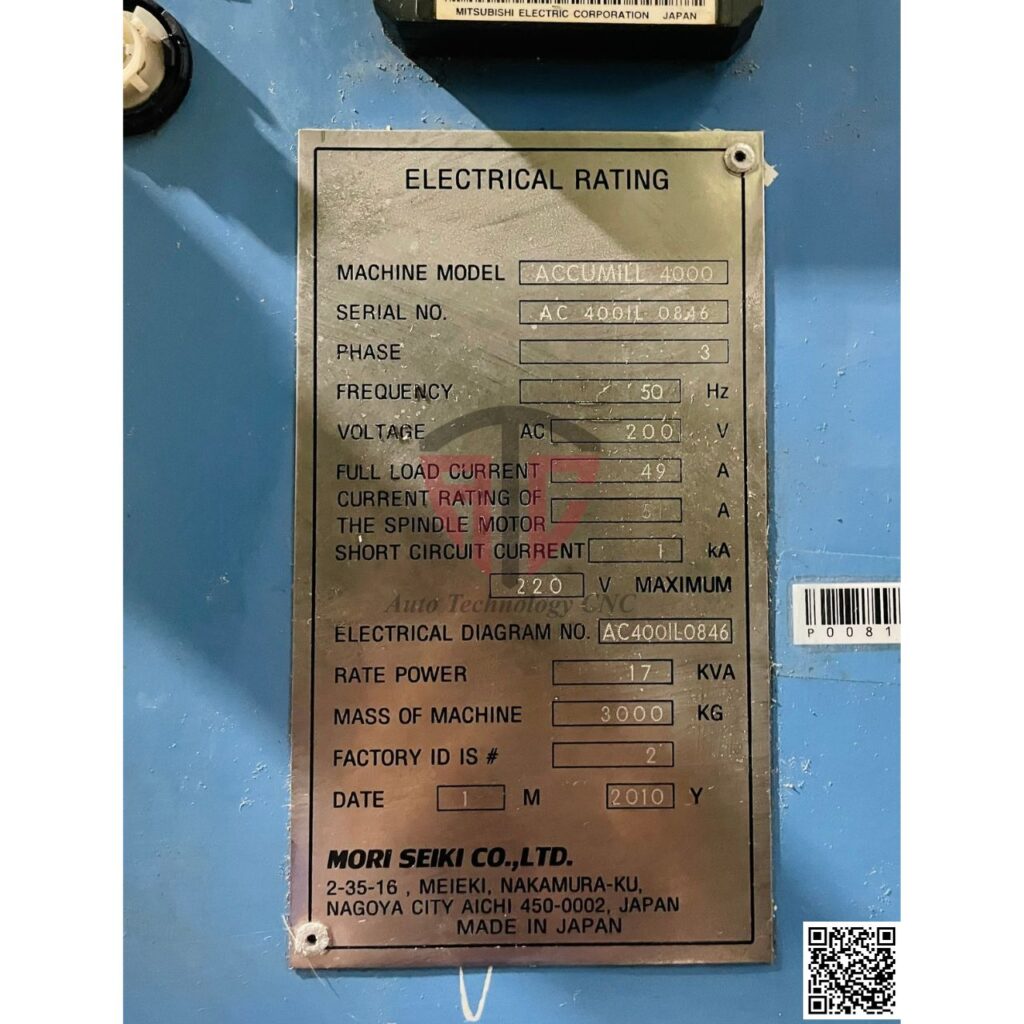 MITSUBISHI ELECTRIC CORPORATION JAPAN
ELECTRICAL RATING
MACHINE MODEL ACCUMILL 4000
SERIAL NO. AC 400IL 0846
PHASE 3
FREQUENCY 50 Hz
VOLTAGE AC 200 V
FULL LOAD CURRENT 49 A
CURRENT RATING OF
THE SPINDLE MOTOR 51 A
SHORT CIRCUIT CURRENT 1 kA
220 V MAXIMUM
Auto Technology CNC
ELECTRICAL DIAGRAM NO. AC400IL0846
P0081
RATE POWER 17 KVA
MASS OF MACHINE 3000 KG
FACTORY ID IS # 2
DATE 1 M 2010 Y
MORI SEIKI CO.,LTD.
2-35-16 , MEIEKI, NAKAMURA-KU,
NAGOYA CITY AICHI 450-0002, JAPAN
MADE IN JAPAN